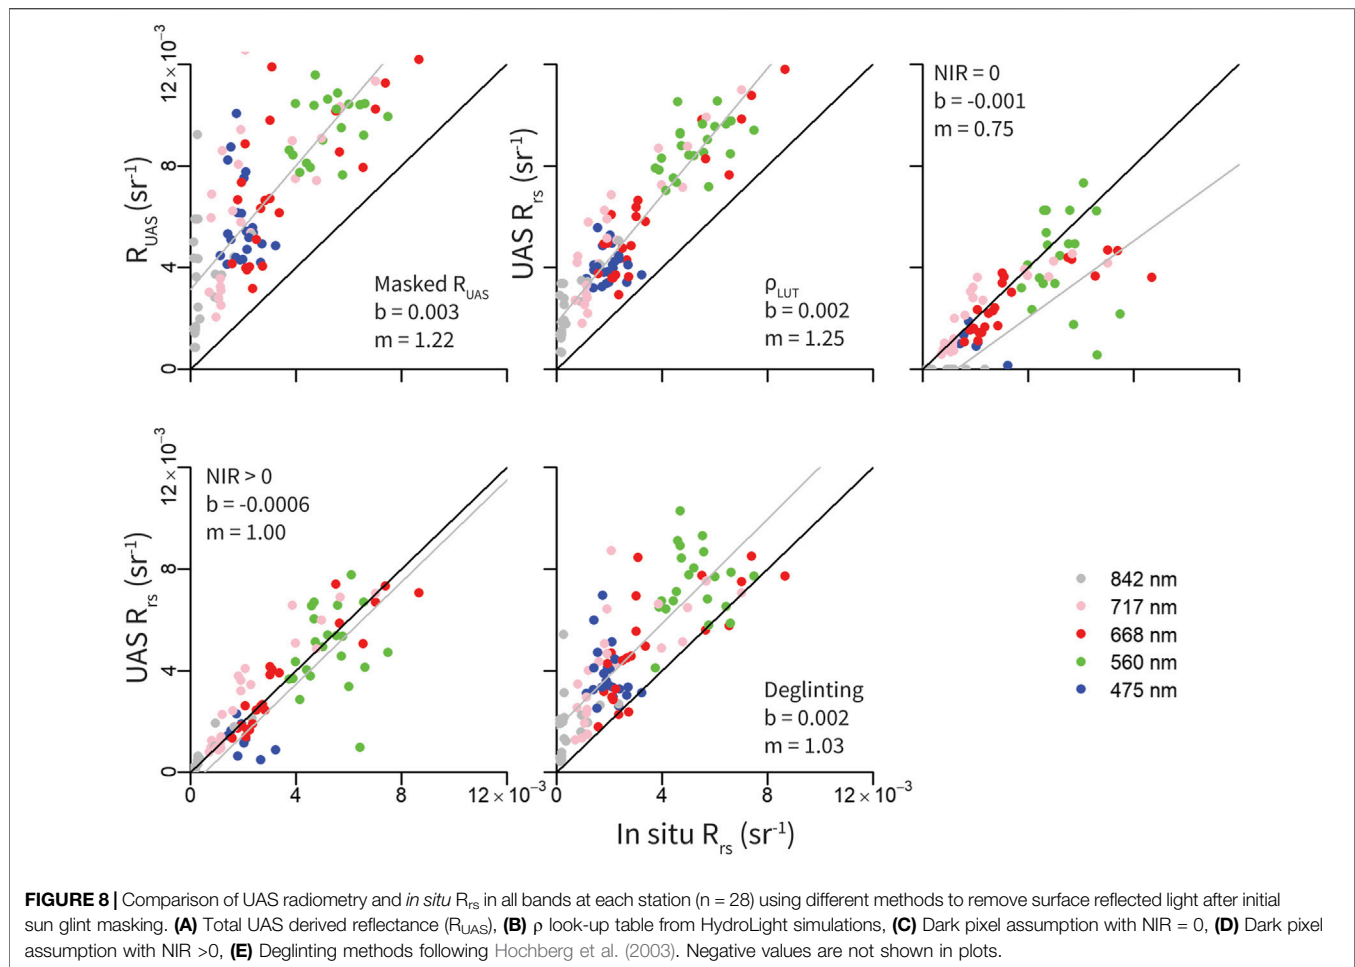 12×10⁻³
8
4
0
R_UAS (sr⁻¹)
Masked R_UAS
b = 0.003
m = 1.22
UAS R_rs (sr⁻¹)
ρ_LUT
b = 0.002
m = 1.25
NIR = 0
b = -0.001
m = 0.75
12×10⁻³
8
4
0
UAS R_rs (sr⁻¹)
NIR > 0
b = -0.0006
m = 1.00
0 4 8 12×10⁻³
Deglinting
b = 0.002
m = 1.03
0 4 8 12×10⁻³
In situ R_rs (sr⁻¹)
842 nm
717 nm
668 nm
560 nm
475 nm
FIGURE 8 | Comparison of UAS radiometry and in situ R_rs in all bands at each station (n = 28) using different methods to remove surface reflected light after initial
sun glint masking. (A) Total UAS derived reflectance (R_UAS), (B) ρ look-up table from HydroLight simulations, (C) Dark pixel assumption with NIR = 0, (D) Dark pixel
assumption with NIR >0, (E) Deglinting methods following Hochberg et al. (2003). Negative values are not shown in plots.